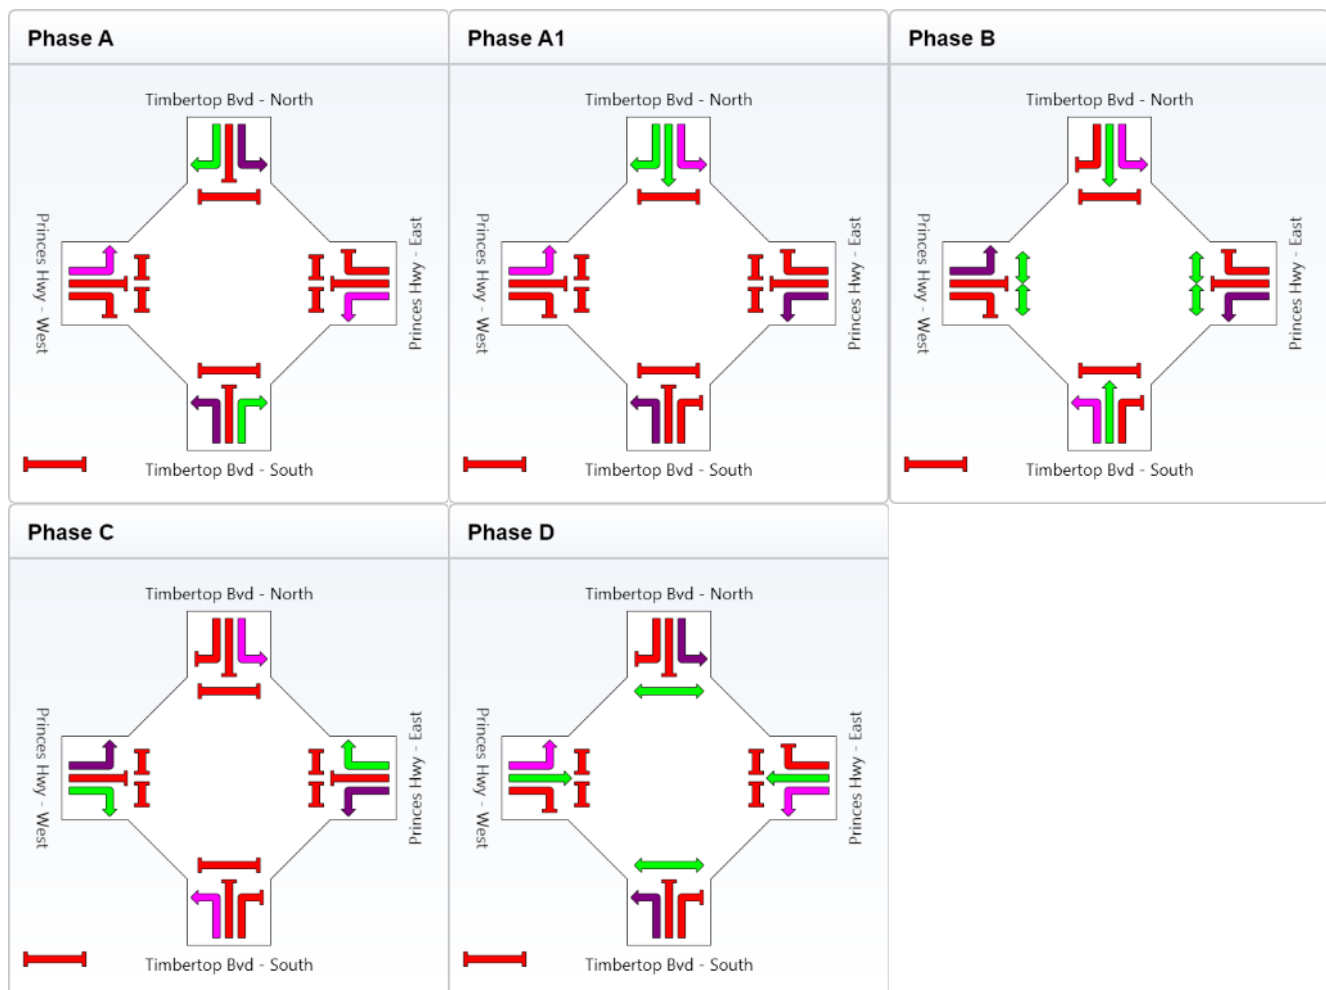 Phase A
Timbertop Bvd - North
Princes Hwy - West
Princes Hwy - East
Timbertop Bvd - South
Phase A1
Timbertop Bvd - North
Princes Hwy - West
Princes Hwy - East
Timbertop Bvd - South
Phase B
Timbertop Bvd - North
Princes Hwy - West
Princes Hwy - East
Timbertop Bvd - South
Phase C
Timbertop Bvd - North
Princes Hwy - West
Princes Hwy - East
Timbertop Bvd - South
Phase D
Timbertop Bvd - North
Princes Hwy - West
Princes Hwy - East
Timbertop Bvd - South